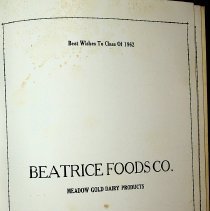 Best Wishes To Class Of 1962
BEATRICE FOODS CO.
MEADOW GOLD DAIRY PRODUCTS